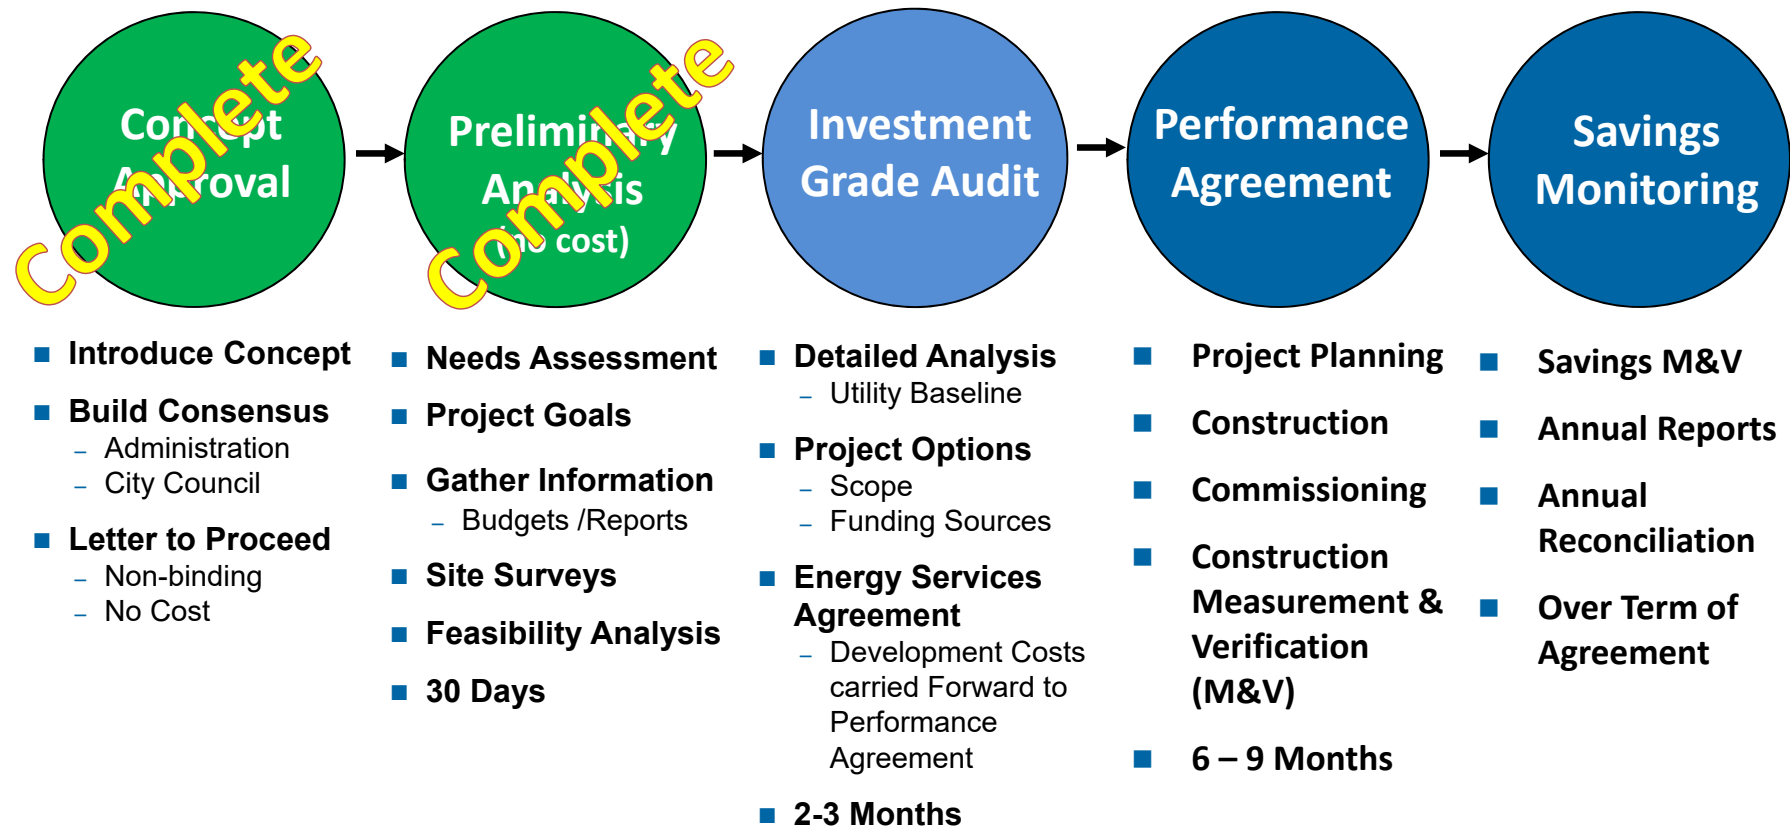 Concept
Approval
Complete
Preliminary
Analysis
(no cost)
Complete
Investment
Grade Audit
Performance
Agreement
Savings
Monitoring
■ Introduce Concept
■ Build Consensus
– Administration
– City Council
■ Letter to Proceed
– Non-binding
– No Cost
■ Needs Assessment
■ Project Goals
■ Gather Information
– Budgets /Reports
■ Site Surveys
■ Feasibility Analysis
■ 30 Days
■ Detailed Analysis
– Utility Baseline
■ Project Options
– Scope
– Funding Sources
■ Energy Services
Agreement
– Development Costs
carried Forward to
Performance
Agreement
■ 2-3 Months
■ Project Planning
■ Construction
■ Commissioning
■ Construction
Measurement &
Verification
(M&V)
■ 6 – 9 Months
■ Savings M&V
■ Annual Reports
■ Annual
Reconciliation
■ Over Term of
Agreement